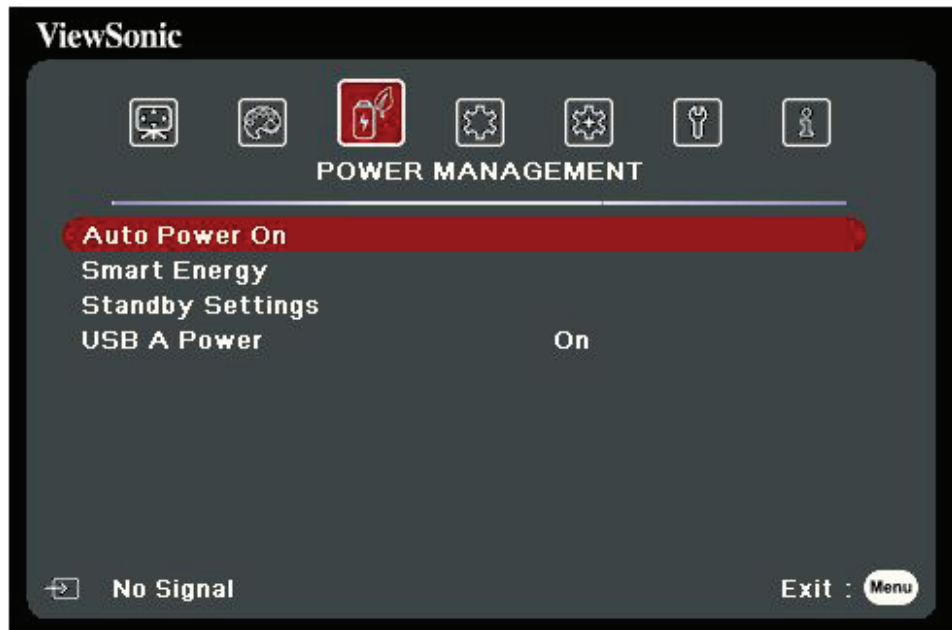 ViewSonic
POWER MANAGEMENT
Auto Power On
Smart Energy
Standby Settings
USB A Power On
No Signal Exit : Menu